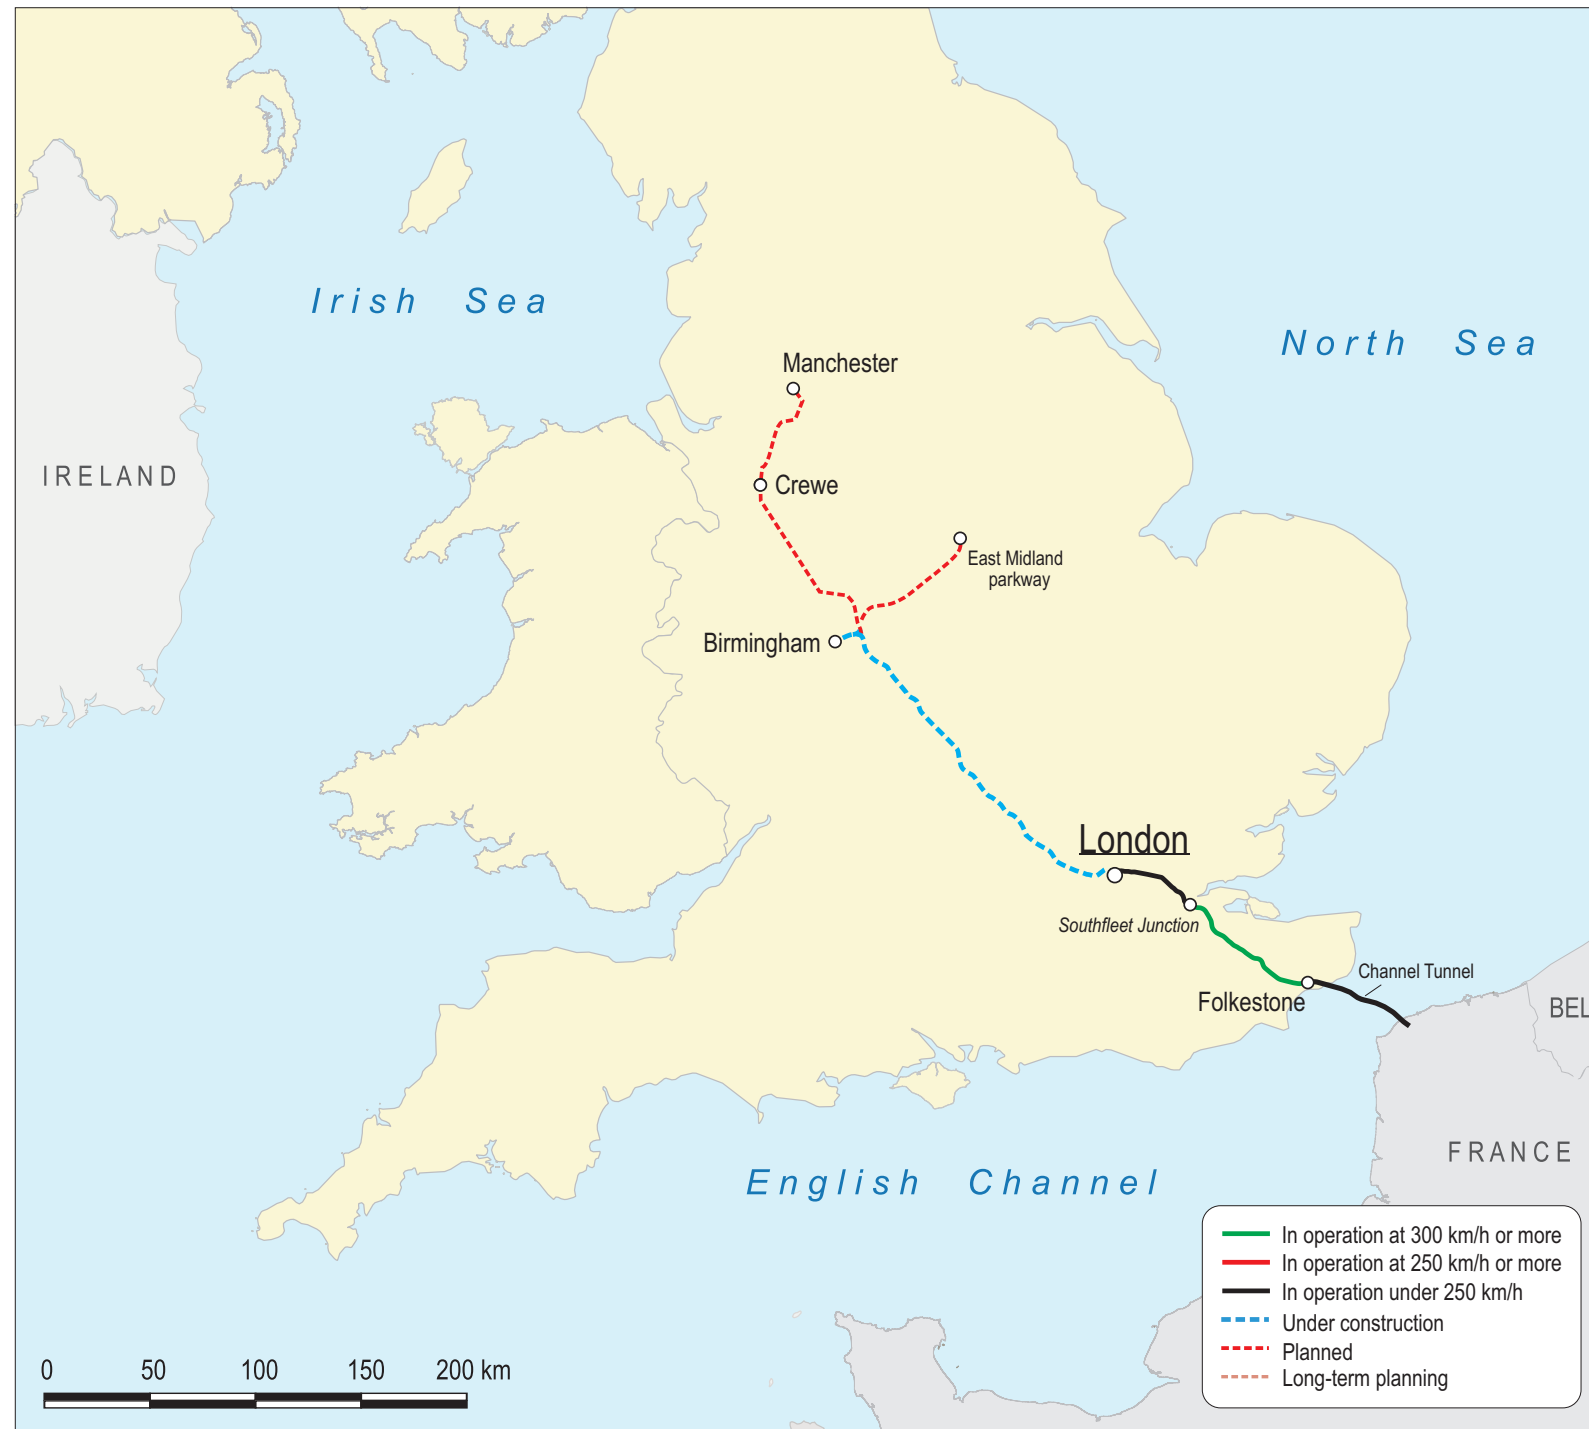 Irish Sea
North Sea
Manchester
IRELAND
Crewe
East Midland
parkway
Birmingham
London
Southfleet Junction
Channel Tunnel
Folkestone
BEL
FRANCE
English Channel
In operation at 300 km/h or more
In operation at 250 km/h or more
In operation under 250 km/h
Under construction
Planned
Long-term planning
0 50 100 150 200 km